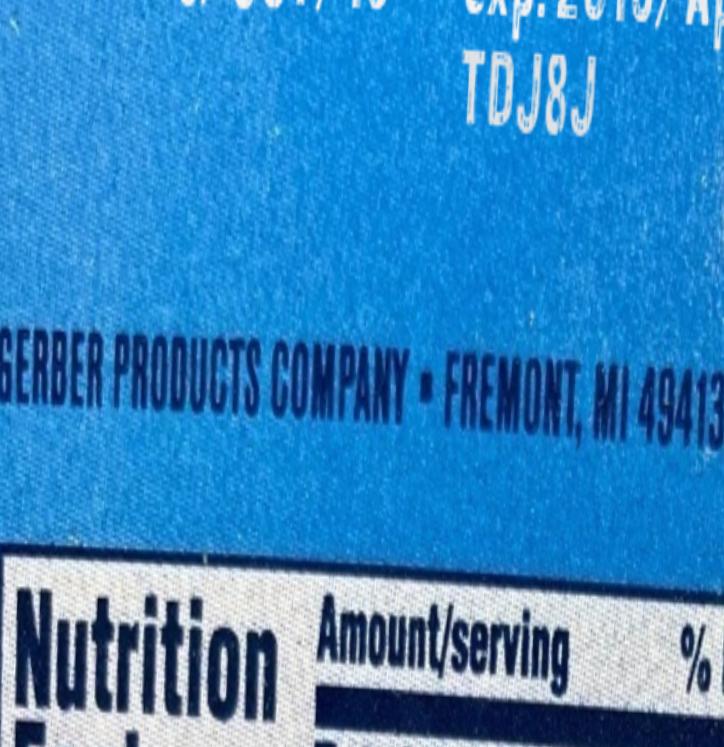 TDJ8J
GERBER PRODUCTS COMPANY • FREMONT, MI 49413
Nutrition
Amount/serving %